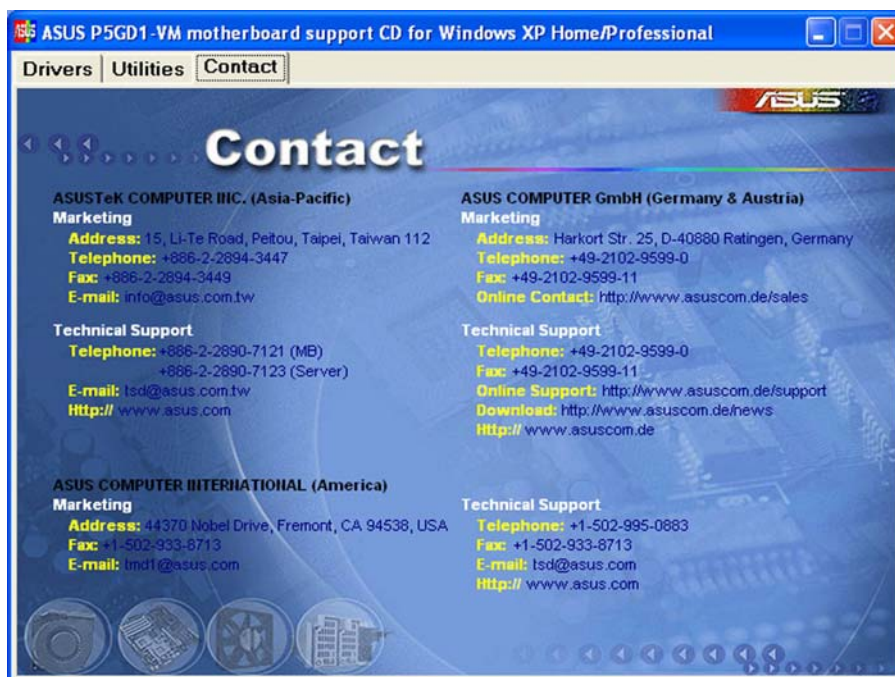 ASUS P5GD1-VM motherboard support CD for Windows XP Home/Professional
Drivers Utilities Contact
ASUS
Contact
ASUSTeK COMPUTER INC. (Asia-Pacific)
Marketing
Address: 15, Li-Te Road, Peitou, Taipei, Taiwan 112
Telephone: +886-2-2894-3447
Fax: +886-2-2894-3449
E-mail: info@asus.com.tw
Technical Support
Telephone: +886-2-2890-7121 (MB)
+886-2-2890-7123 (Server)
E-mail: tsd@asus.com.tw
Http:// www.asus.com
ASUS COMPUTER GmbH (Germany & Austria)
Marketing
Address: Harkort Str. 25, D-40880 Ratingen, Germany
Telephone: +49-2102-9599-0
Fax: +49-2102-9599-11
Online Contact: http://www.asuscom.de/sales
Technical Support
Telephone: +49-2102-9599-0
Fax: +49-2102-9599-11
Online Support: http://www.asuscom.de/support
Download: http://www.asuscom.de/news
Http:// www.asuscom.de
ASUS COMPUTER INTERNATIONAL (America)
Marketing
Address: 44370 Nobel Drive, Fremont, CA 94538, USA
Fax: +1-502-933-8713
E-mail: tmd1@asus.com
Technical Support
Telephone: +1-502-995-0883
Fax: +1-502-933-8713
E-mail: tsd@asus.com
Http:// www.asus.com